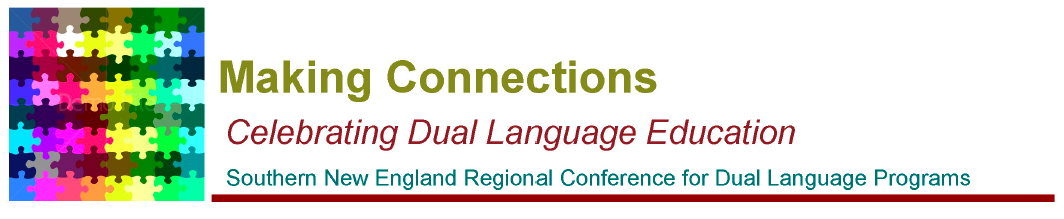 Making Connections
Celebrating Dual Language Education
Southern New England Regional Conference for Dual Language Programs